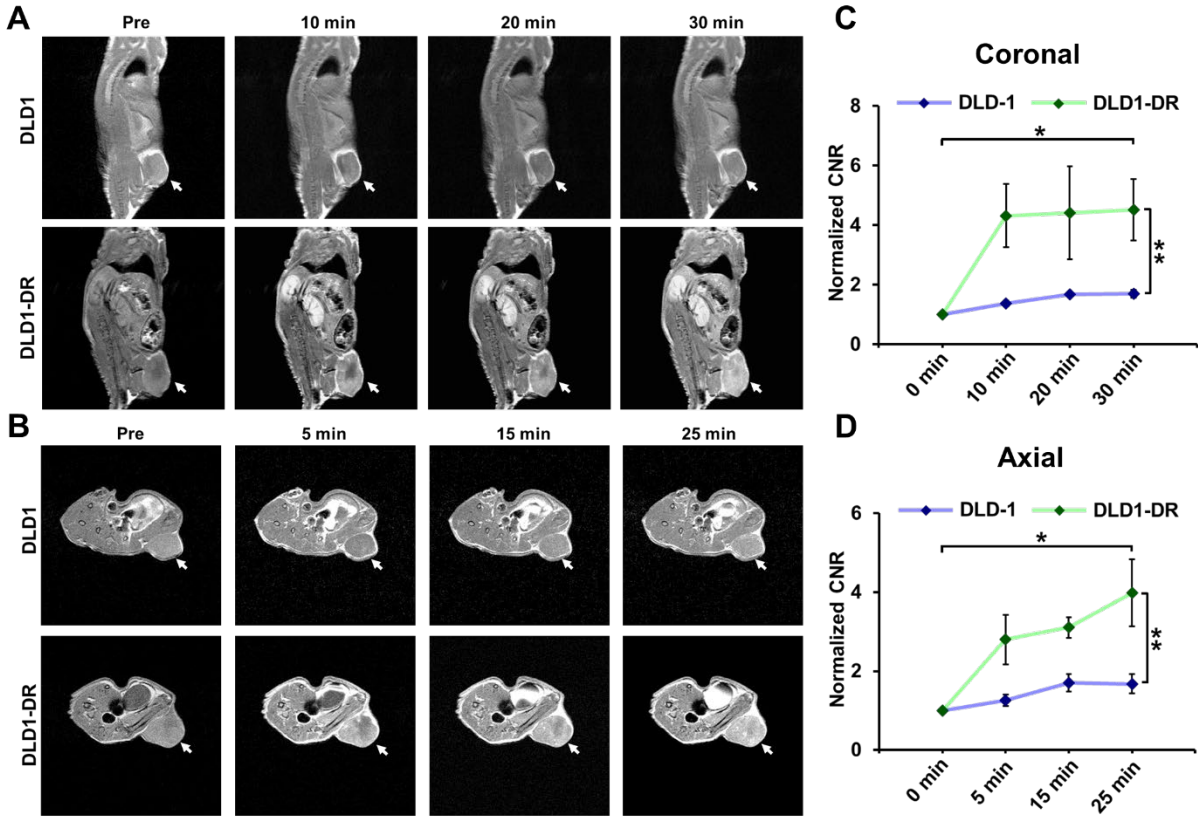 A
Pre 10 min 20 min 30 min
DLD1
DLD1-DR
B
Pre 5 min 15 min 25 min
DLD1
DLD1-DR
C
Coronal
DLD-1 DLD1-DR
Normalized CNR
8
6
4
2
0
*
**
0 min 10 min 20 min 30 min
D
Axial
DLD-1 DLD1-DR
Normalized CNR
6
4
2
0
*
**
0 min 5 min 15 min 25 min